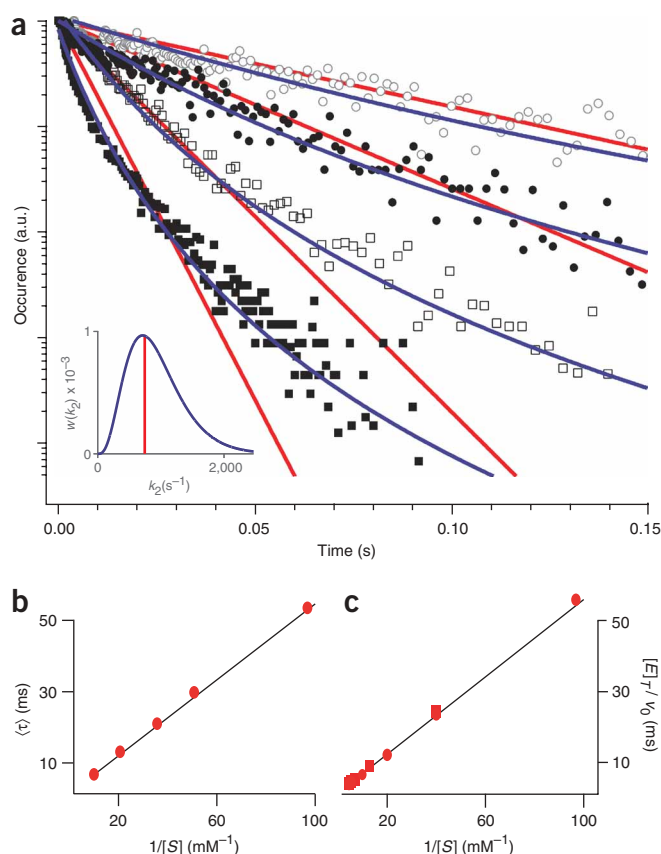 a
Occurence (a.u.)
1
w(k₂) x 10⁻³
0
0 2,000
k₂(s⁻¹)
0.00 0.05 0.10 0.15
Time (s)
b
50
30
10
⟨τ⟩ (ms)
20 60 100
1/[S] (mM⁻¹)
c
50
30
10
[E]T / v₀ (ms)
20 60 100
1/[S] (mM⁻¹)